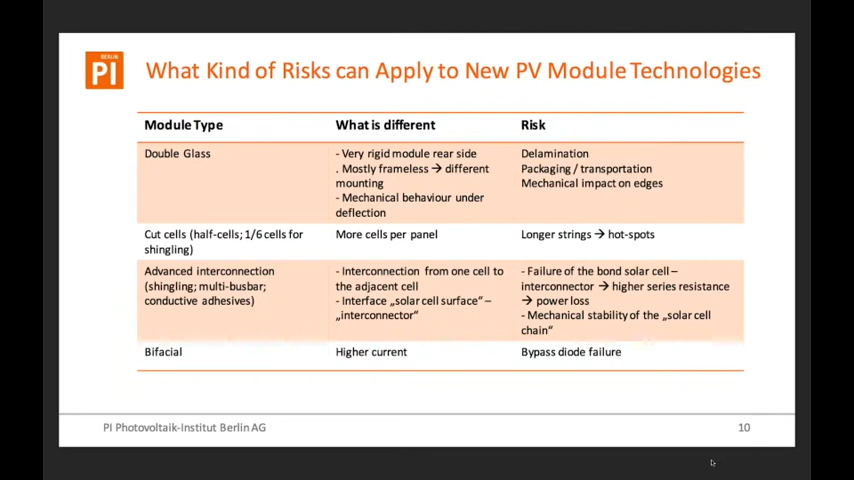 BERLIN
PI
What Kind of Risks can Apply to New PV Module Technologies
Module Type
What is different
Risk
Double Glass
- Very rigid module rear side
. Mostly frameless → different
mounting
- Mechanical behaviour under
deflection
Delamination
Packaging / transportation
Mechanical impact on edges
Cut cells (half-cells; 1/6 cells for
shingling)
More cells per panel
Longer strings → hot-spots
Advanced interconnection
(shingling; multi-busbar;
conductive adhesives)
- Interconnection from one cell to
the adjacent cell
- Interface „solar cell surface“ –
„interconnector“
- Failure of the bond solar cell –
interconnector → higher series resistance
→ power loss
- Mechanical stability of the „solar cell
chain“
Bifacial
Higher current
Bypass diode failure
PI Photovoltaik-Institut Berlin AG
10